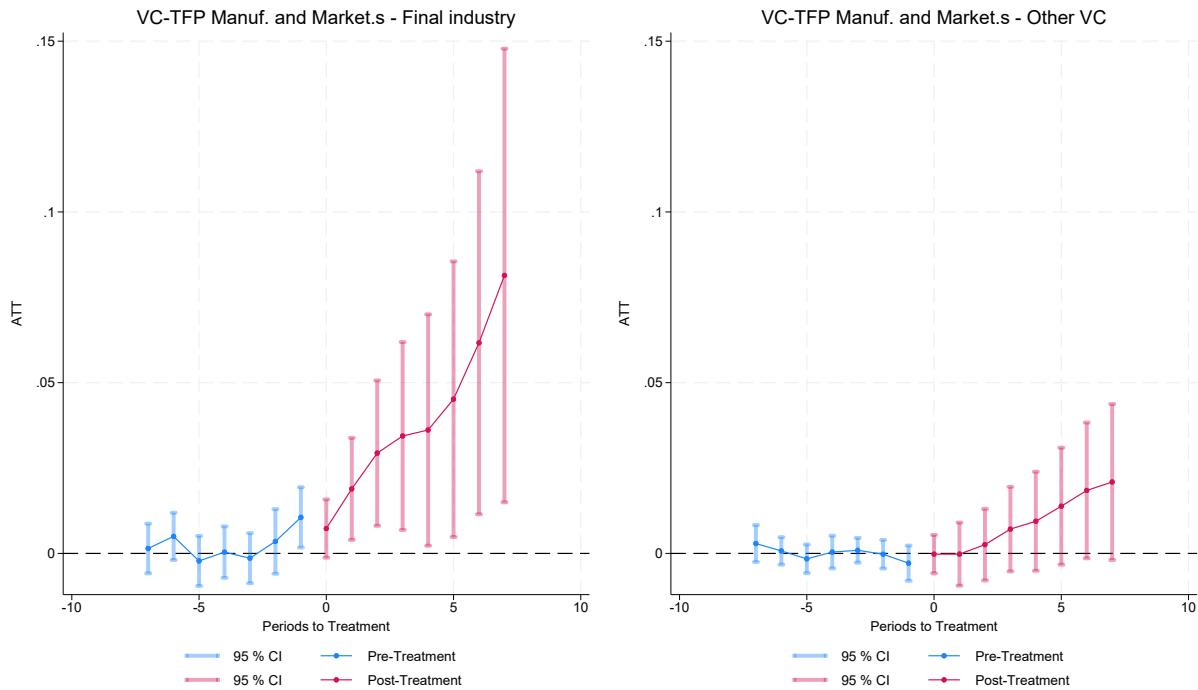 VC-TFP Manuf. and Market.s - Final industry
.15
.1
.05
0
ATT
-10
-5
0
5
10
Periods to Treatment
95 % CI
Pre-Treatment
95 % CI
Post-Treatment
VC-TFP Manuf. and Market.s - Other VC
.15
.1
.05
0
ATT
-10
-5
0
5
10
Periods to Treatment
95 % CI
Pre-Treatment
95 % CI
Post-Treatment